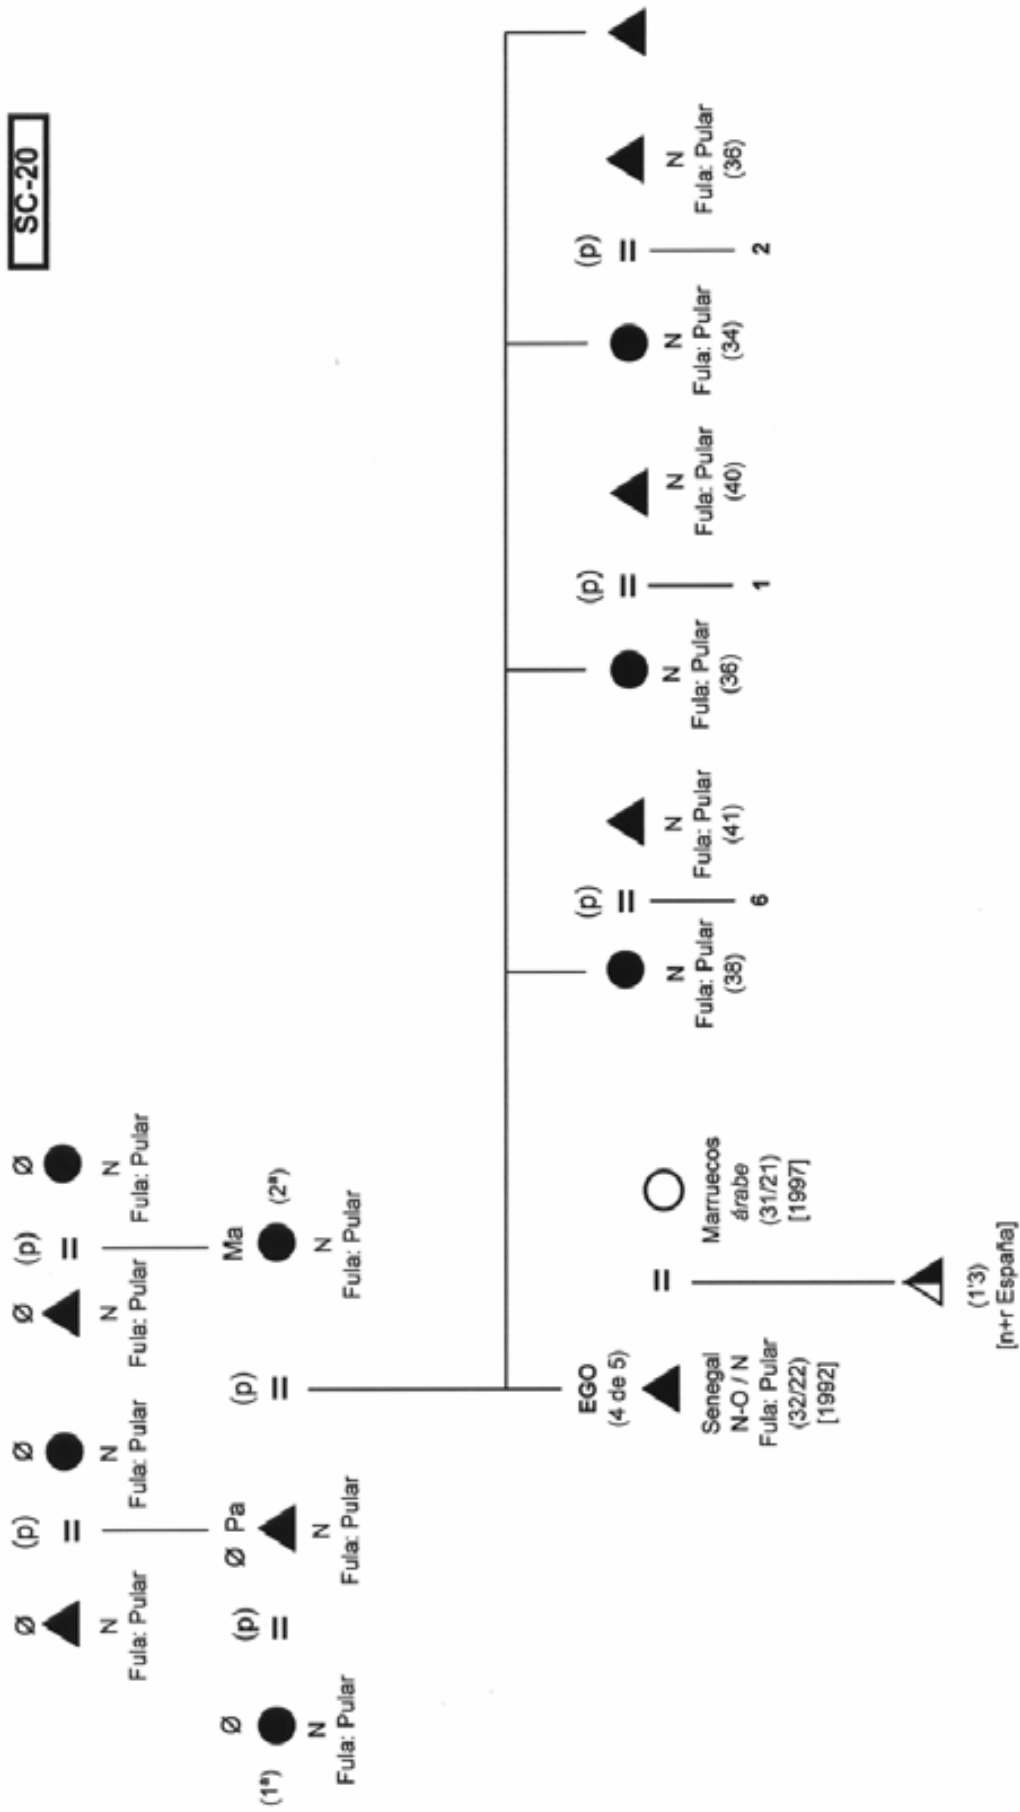 SC-20
Ø (p) Ø Ø (p) Ø
= =
N N N N
Fula: Pular Fula: Pular Fula: Pular Fula: Pular
Ø (p) Ø Pa (p) Ma
(1ª) = = (2ª)
N N N
Fula: Pular Fula: Pular Fula: Pular
EGO (p) (p) (p)
(4 de 5) = = =
=
N N N N N N
Fula: Pular Fula: Pular Fula: Pular Fula: Pular Fula: Pular Fula: Pular
(38) (41) (36) (40) (34) (36)
6 1 2
Senegal Marruecos
N-O / N árabe
Fula: Pular (31/21)
(32/22) [1997]
[1992]
(1'3)
[n+r España]